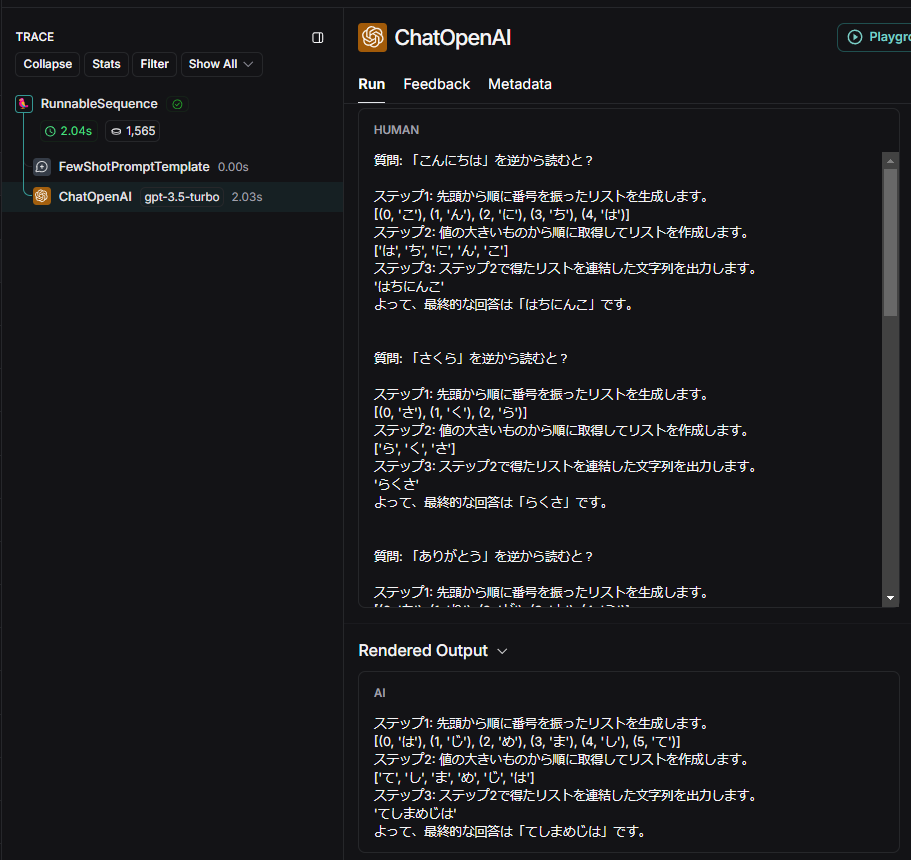 TRACE
Collapse
Stats
Filter
Show All
RunnableSequence
2.04s
1,565
FewShotPromptTemplate 0.00s
ChatOpenAI gpt-3.5-turbo 2.03s
ChatOpenAI
Playgro
Run
Feedback
Metadata
HUMAN
質問: 「こんにちは」を逆から読むと？
ステップ1: 先頭から順に番号を振ったリストを生成します。
[(0, 'こ'), (1, 'ん'), (2, 'に'), (3, 'ち'), (4, 'は')]
ステップ2: 値の大きいものから順に取得してリストを作成します。
['は', 'ち', 'に', 'ん', 'こ']
ステップ3: ステップ2で得たリストを連結した文字列を出力します。
'はちにんこ'
よって、最終的な回答は「はちにんこ」です。
質問: 「さくら」を逆から読むと？
ステップ1: 先頭から順に番号を振ったリストを生成します。
[(0, 'さ'), (1, 'く'), (2, 'ら')]
ステップ2: 値の大きいものから順に取得してリストを作成します。
['ら', 'く', 'さ']
ステップ3: ステップ2で得たリストを連結した文字列を出力します。
'らくさ'
よって、最終的な回答は「らくさ」です。
質問: 「ありがとう」を逆から読むと？
ステップ1: 先頭から順に番号を振ったリストを生成します。
Rendered Output
AI
ステップ1: 先頭から順に番号を振ったリストを生成します。
[(0, 'は'), (1, 'じ'), (2, 'め'), (3, 'ま'), (4, 'し'), (5, 'て')]
ステップ2: 値の大きいものから順に取得してリストを作成します。
['て', 'し', 'ま', 'め', 'じ', 'は']
ステップ3: ステップ2で得たリストを連結した文字列を出力します。
'てしまめじは'
よって、最終的な回答は「てしまめじは」です。